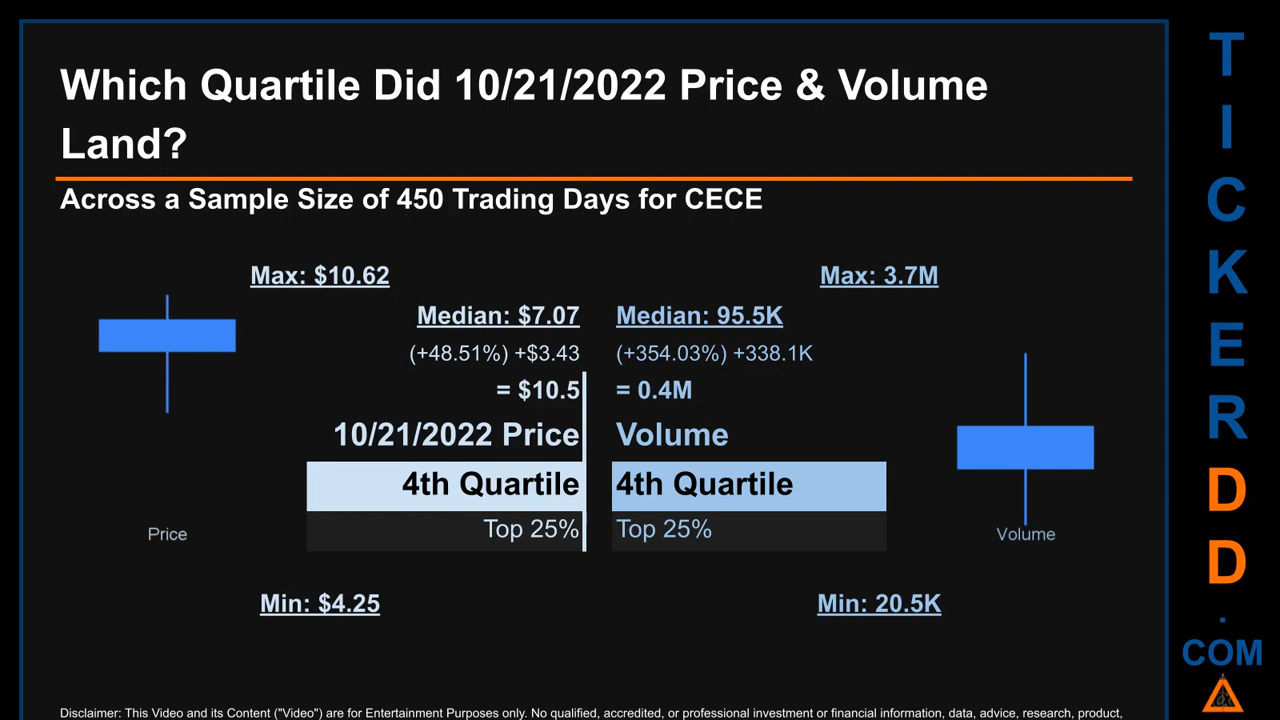 Which Quartile Did 10/21/2022 Price & Volume
Land?
Across a Sample Size of 450 Trading Days for CECE
Max: $10.62
Max: 3.7M
Median: $7.07
Median: 95.5K
(+48.51%) +$3.43
(+354.03%) +338.1K
= $10.5
= 0.4M
10/21/2022 Price
Volume
4th Quartile
4th Quartile
Top 25%
Top 25%
Price
Volume
Min: $4.25
Min: 20.5K
Disclaimer: This Video and its Content ("Video") are for Entertainment Purposes only. No qualified, accredited, or professional investment or financial information, data, advice, research, product,
T
I
C
K
E
R
D
D
.
COM